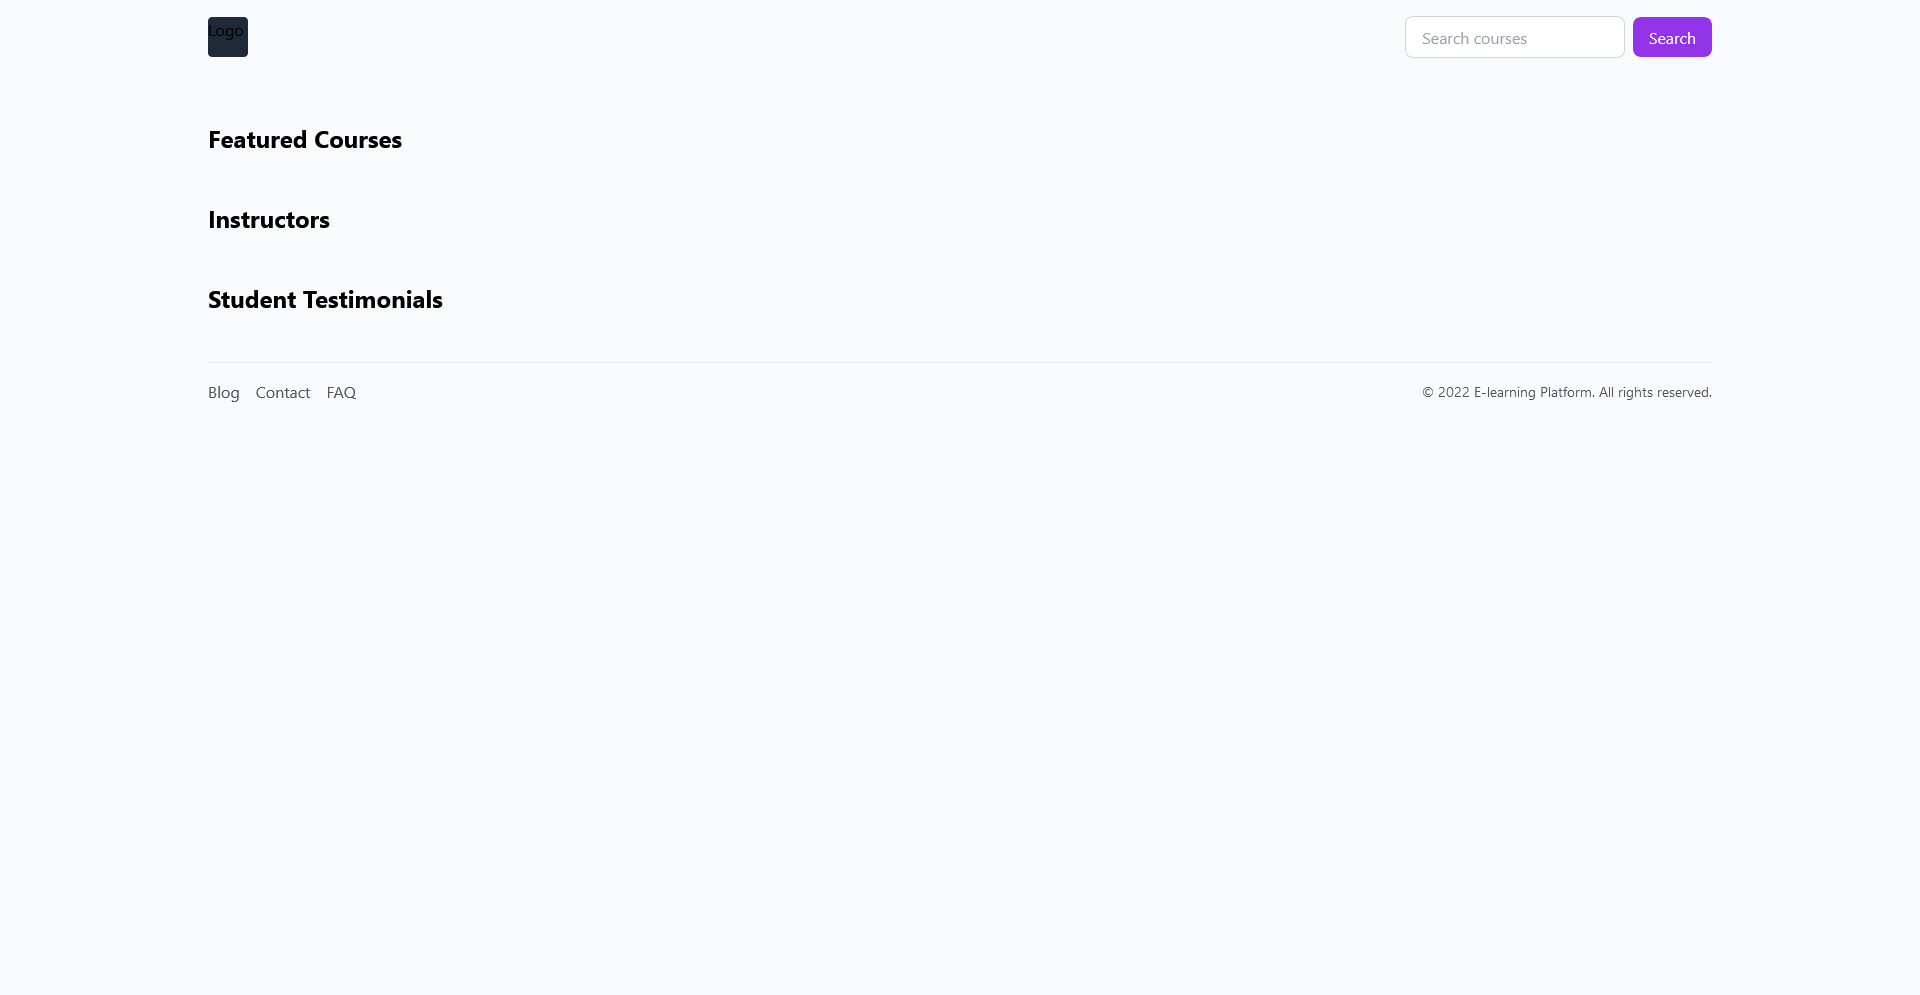 Logo
Search courses
Search
Featured Courses
Instructors
Student Testimonials
Blog Contact FAQ
© 2022 E-learning Platform. All rights reserved.